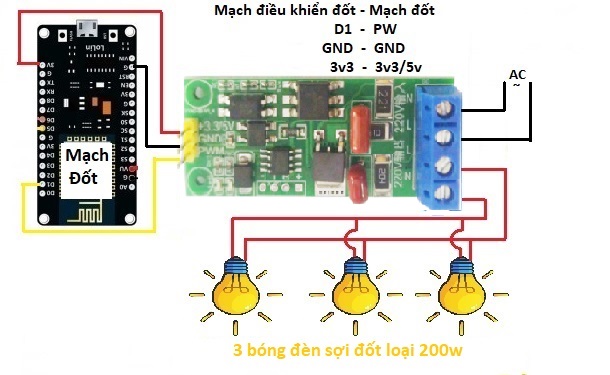 Mạch điều khiển đốt - Mạch đốt
D1 - PW
GND - GND
3v3 - 3v3/5v
AC
~
LoLin
Mạch
Đốt
3 bóng đèn sợi đốt loại 200w